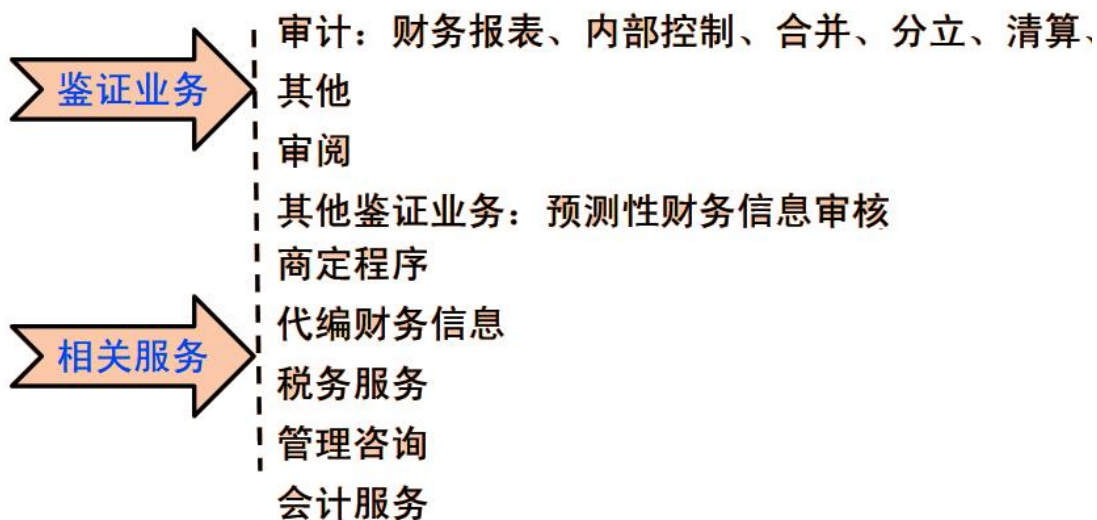 审计：财务报表、内部控制、合并、分立、清算、
鉴证业务
其他
审阅
其他鉴证业务：预测性财务信息审核
商定程序
代编财务信息
相关服务
税务服务
管理咨询
会计服务